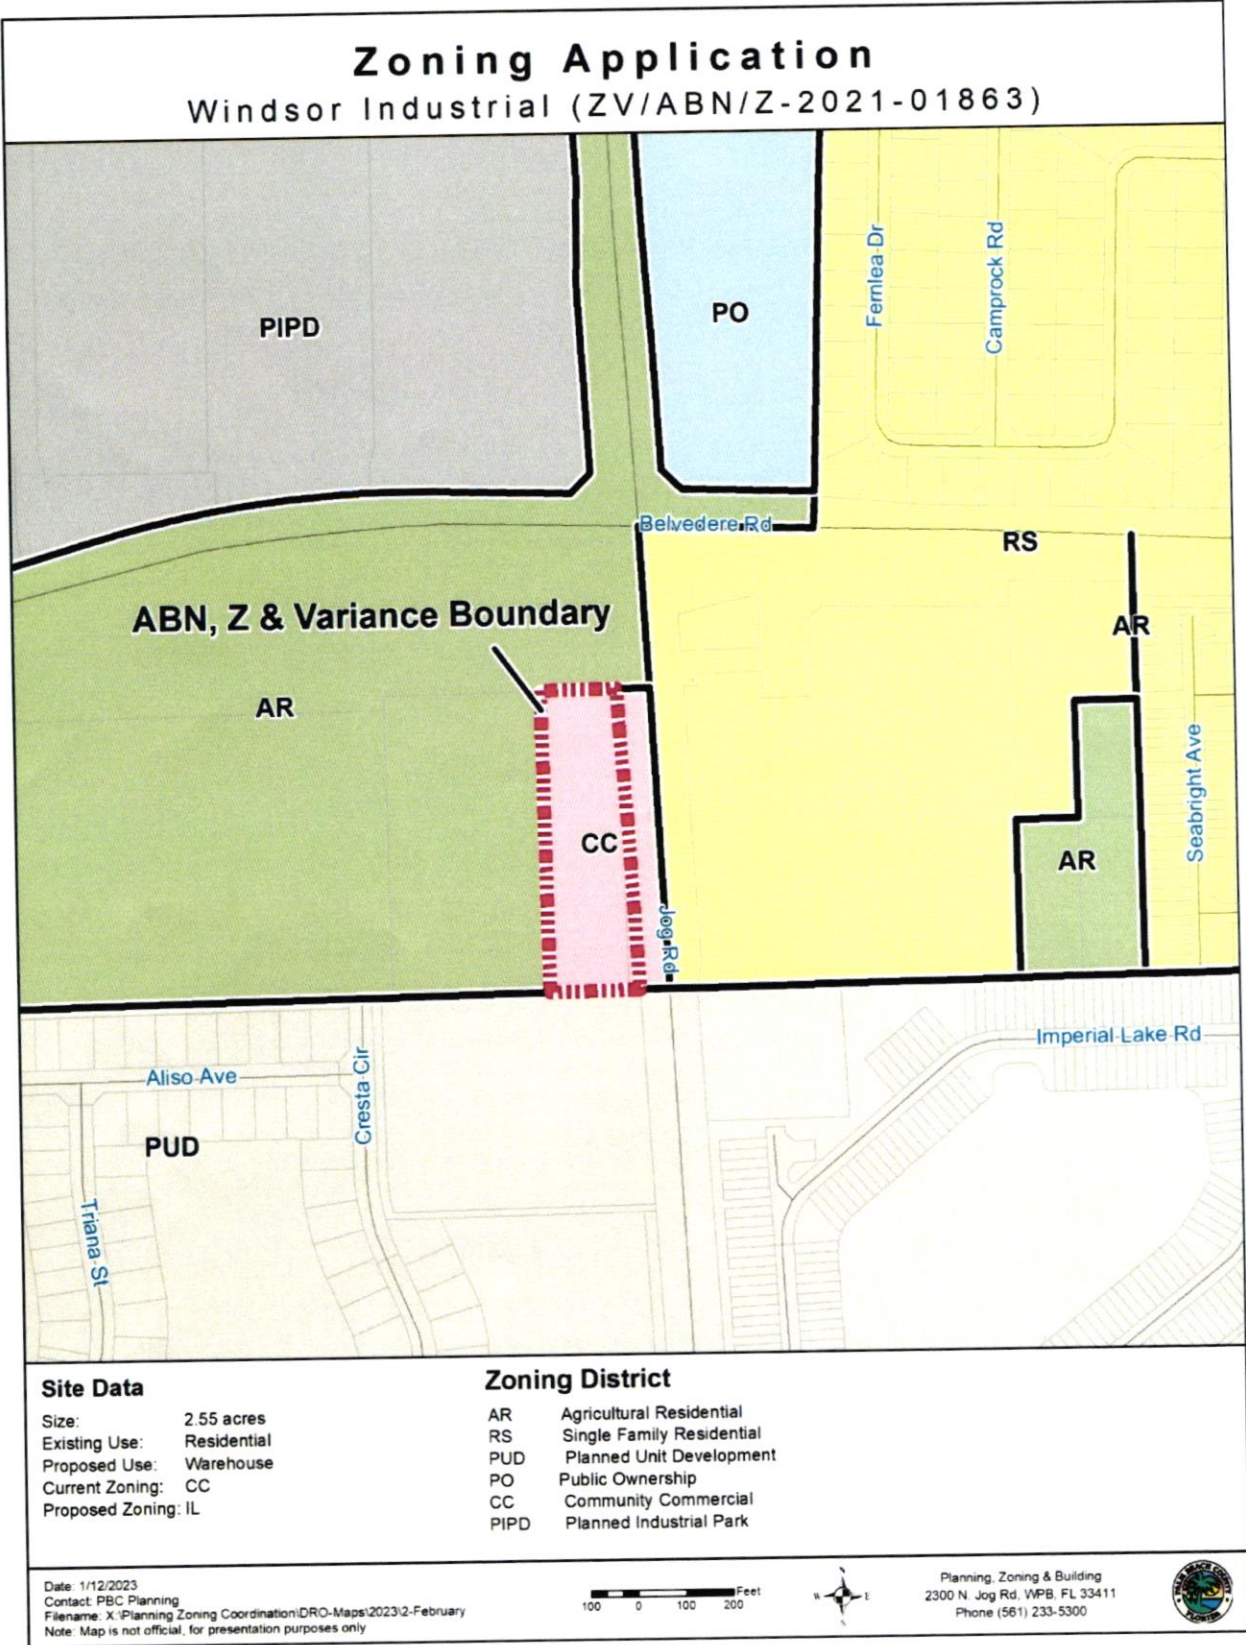 Zoning Application
Windsor Industrial (ZV/ABN/Z-2021-01863)
PIPD
PO
Fernlea Dr
Camprock Rd
Belvedere Rd
RS
ABN, Z & Variance Boundary
AR
AR
CC
Seabright Ave
AR
Jog Rd
Imperial Lake Rd
Aliso Ave
Cresta Cir
PUD
Triana St
Site Data
Size: 2.55 acres
Existing Use: Residential
Proposed Use: Warehouse
Current Zoning: CC
Proposed Zoning: IL
Zoning District
AR Agricultural Residential
RS Single Family Residential
PUD Planned Unit Development
PO Public Ownership
CC Community Commercial
PIPD Planned Industrial Park
Date: 1/12/2023
Contact: PBC Planning
Filename: X:\Planning Zoning Coordination\DRO-Maps\2023\2-February
Note: Map is not official, for presentation purposes only
Feet
100 0 100 200
N
W E
S
Planning, Zoning & Building
2300 N. Jog Rd, WPB, FL 33411
Phone (561) 233-5300
PALM BEACH COUNTY
FLORIDA